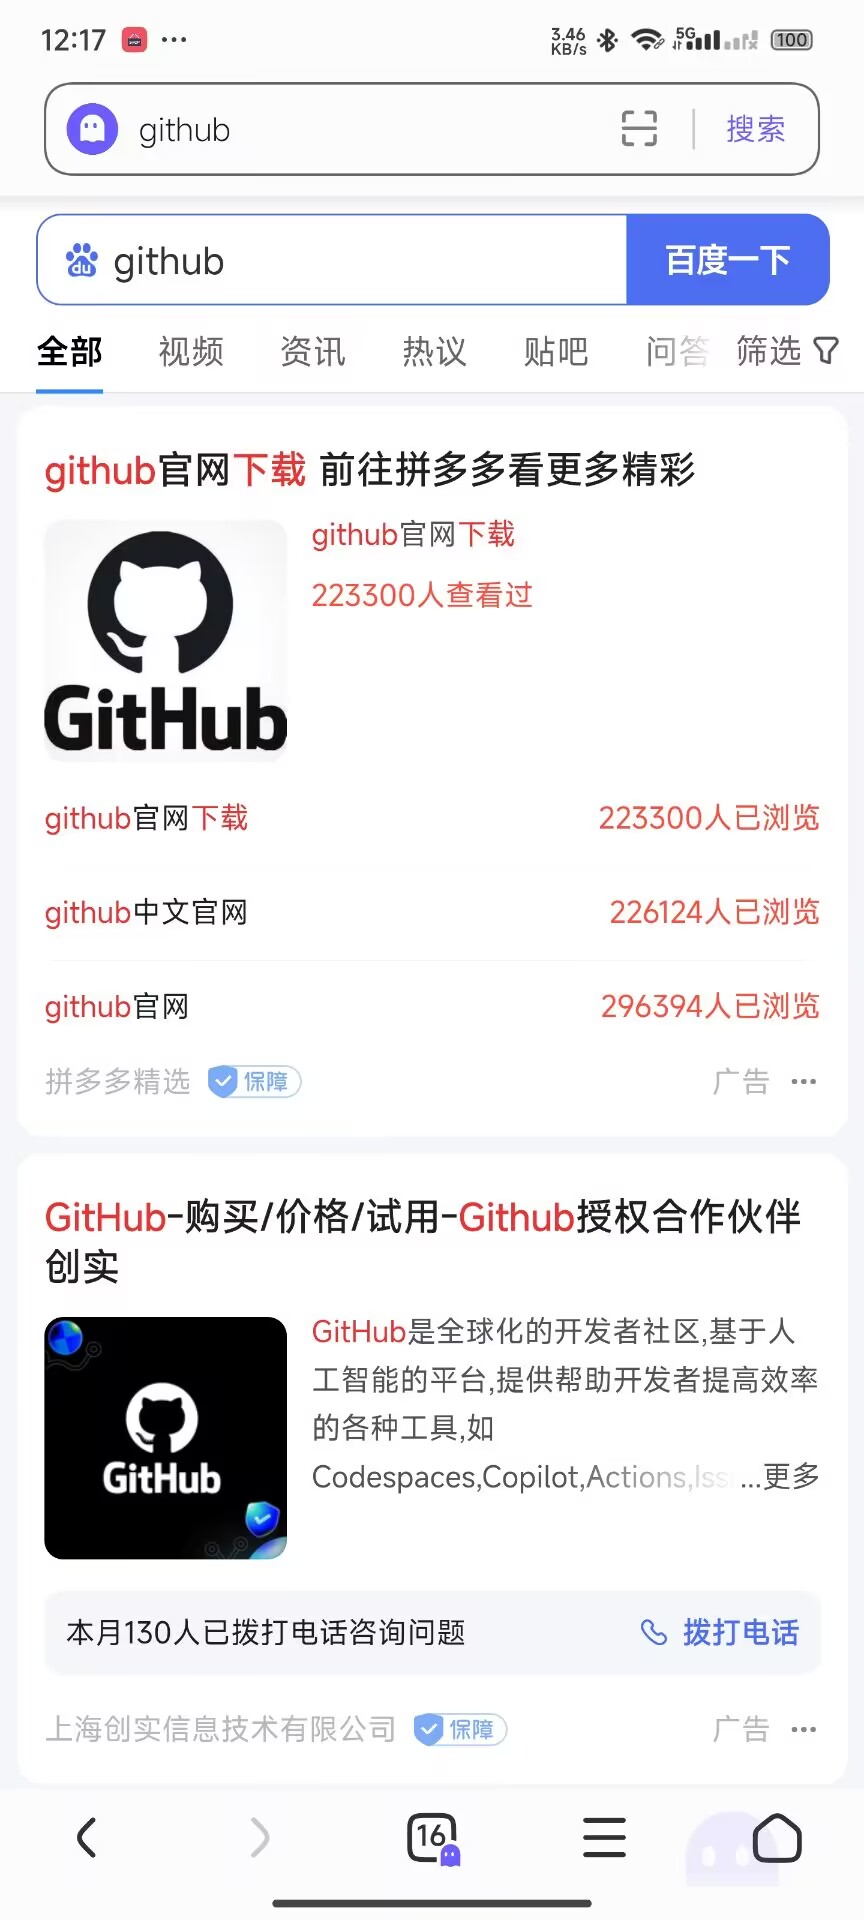 12:17
3.46
KB/s
5G
100
github
搜索
du
github
百度一下
全部
视频
资讯
热议
贴吧
问答
筛选
github官网下载 前往拼多多看更多精彩
GitHub
github官网下载
223300人查看过
github官网下载
223300人已浏览
github中文官网
226124人已浏览
github官网
296394人已浏览
拼多多精选
保障
广告
GitHub-购买/价格/试用-Github授权合作伙伴
创实
GitHub
GitHub是全球化的开发者社区,基于人
工智能的平台,提供帮助开发者提高效率
的各种工具,如
Codespaces,Copilot,Actions,Iss...更多
本月130人已拨打电话咨询问题
拨打电话
上海创实信息技术有限公司
保障
广告
16